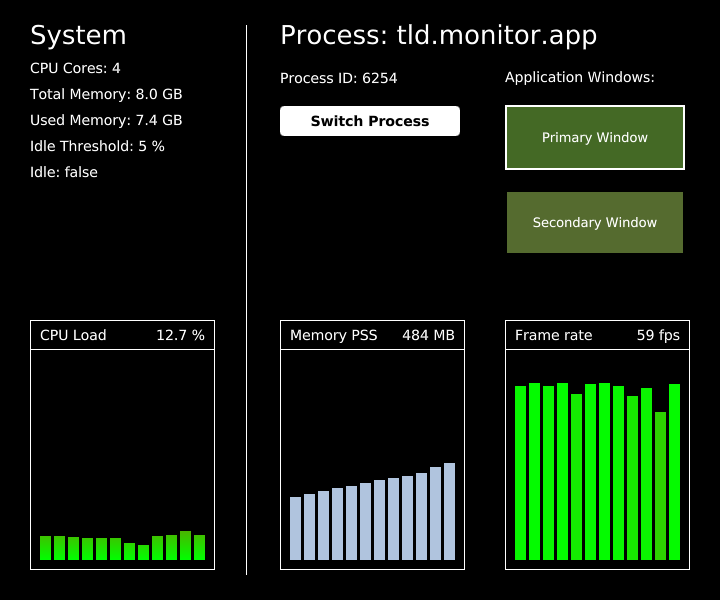 System
CPU Cores: 4
Total Memory: 8.0 GB
Used Memory: 7.4 GB
Idle Threshold: 5 %
Idle: false
Process: tld.monitor.app
Process ID: 6254
Switch Process
Application Windows:
Primary Window
Secondary Window
CPU Load 12.7 %
Memory PSS 484 MB
Frame rate 59 fps